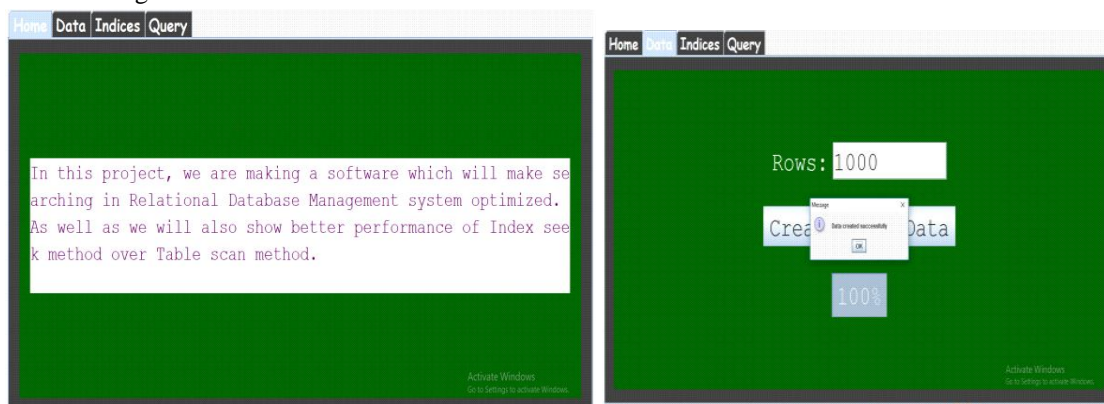 Home Data Indices Query
In this project, we are making a software which will make se
arching in Relational Database Management system optimized.
As well as we will also show better performance of Index see
k method over Table scan method.
Activate Windows
Go to Settings to activate Windows.
Home Data Indices Query
Rows: 1000
Message X
Data created successfully
OK
Crea Data
100%
Activate Windows
Go to Settings to activate Windows.